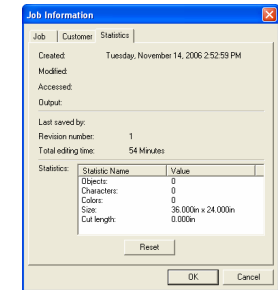 Job Information
Job Customer Statistics
Created: Tuesday, November 14, 2006 2:52:59 PM
Modified:
Accessed:
Output:
Last saved by:
Revision number: 1
Total editing time: 54 Minutes
Statistics: Statistic Name Value
Objects: 0
Characters: 0
Colors: 0
Size: 36.000in x 24.000in
Cut length: 0.000in
Reset
OK Cancel